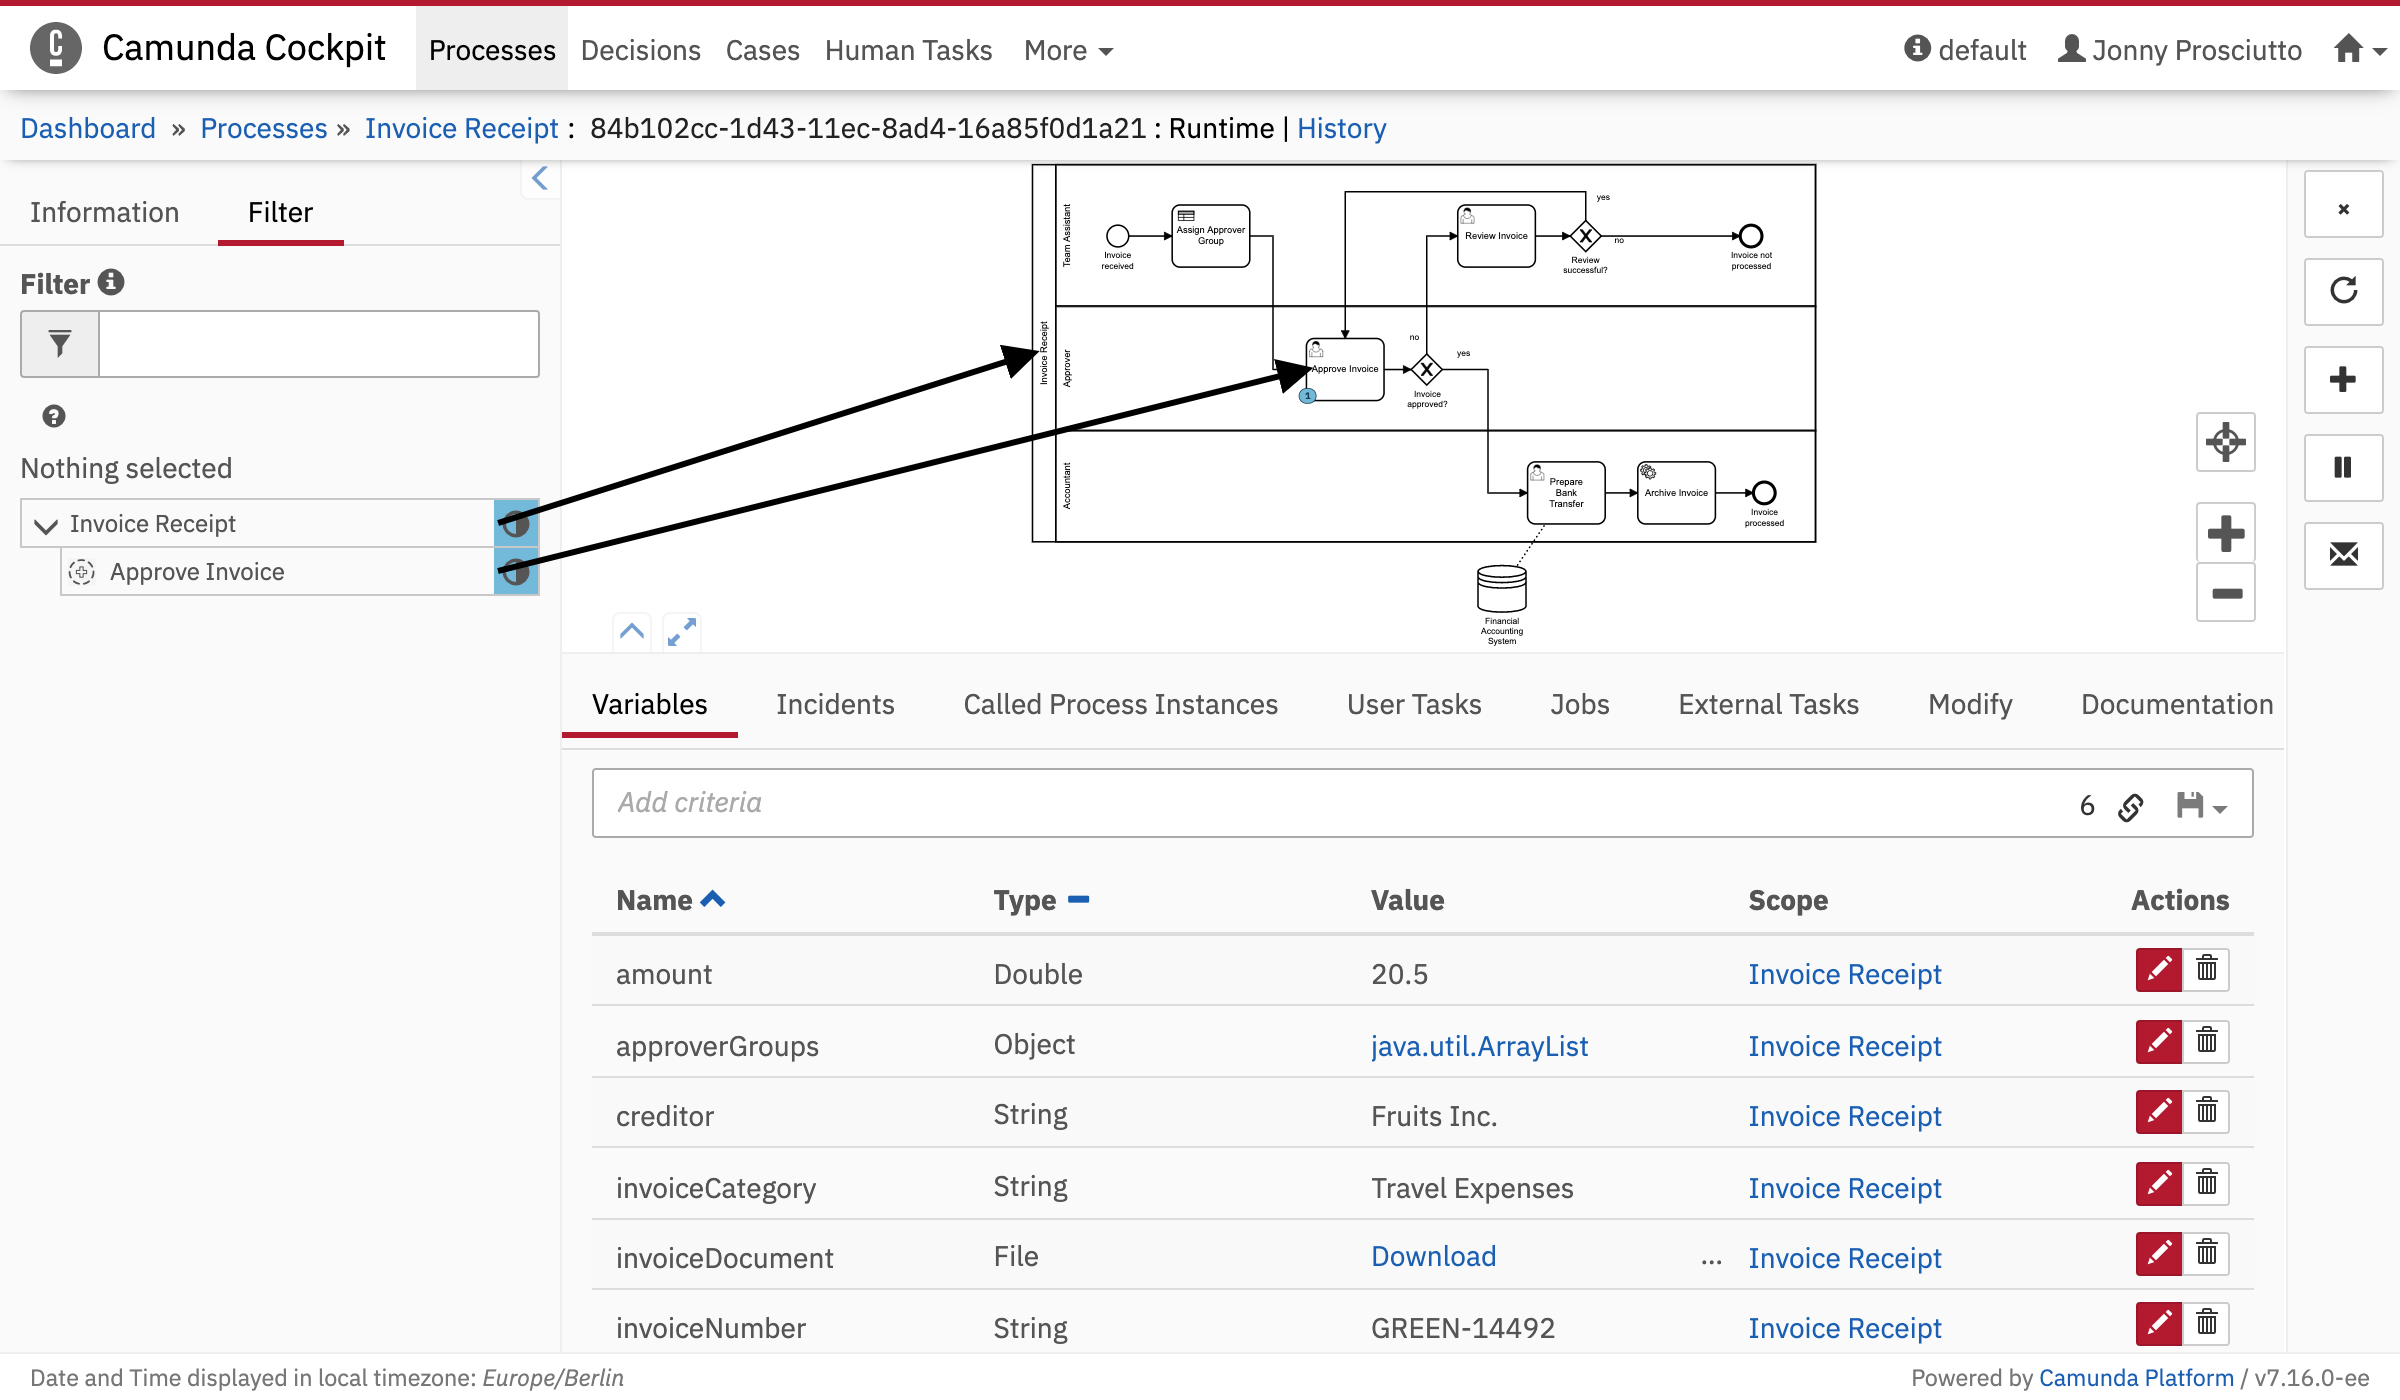 Camunda Cockpit Processes Decisions Cases Human Tasks More default Jonny Prosciutto
Dashboard » Processes » Invoice Receipt : 84b102cc-1d43-11ec-8ad4-16a85f0d1a21 : Runtime | History
Information Filter
Filter
Nothing selected
Invoice Receipt
Approve Invoice
Invoice Receipt
Team Assistant
Approver
Accountant
Invoice
received
Assign Approver
Group
Review Invoice
Review
successful?
yes
no
Invoice not
processed
Approve Invoice
1
Invoice
approved?
no
yes
Prepare
Bank
Transfer
Archive Invoice
Invoice
processed
Financial
Accounting
System
Variables Incidents Called Process Instances User Tasks Jobs External Tasks Modify Documentation
Add criteria 6
Name Type Value Scope Actions
amount Double 20.5 Invoice Receipt
approverGroups Object java.util.ArrayList Invoice Receipt
creditor String Fruits Inc. Invoice Receipt
invoiceCategory String Travel Expenses Invoice Receipt
invoiceDocument File Download ... Invoice Receipt
invoiceNumber String GREEN-14492 Invoice Receipt
Date and Time displayed in local timezone: Europe/Berlin Powered by Camunda Platform / v7.16.0-ee